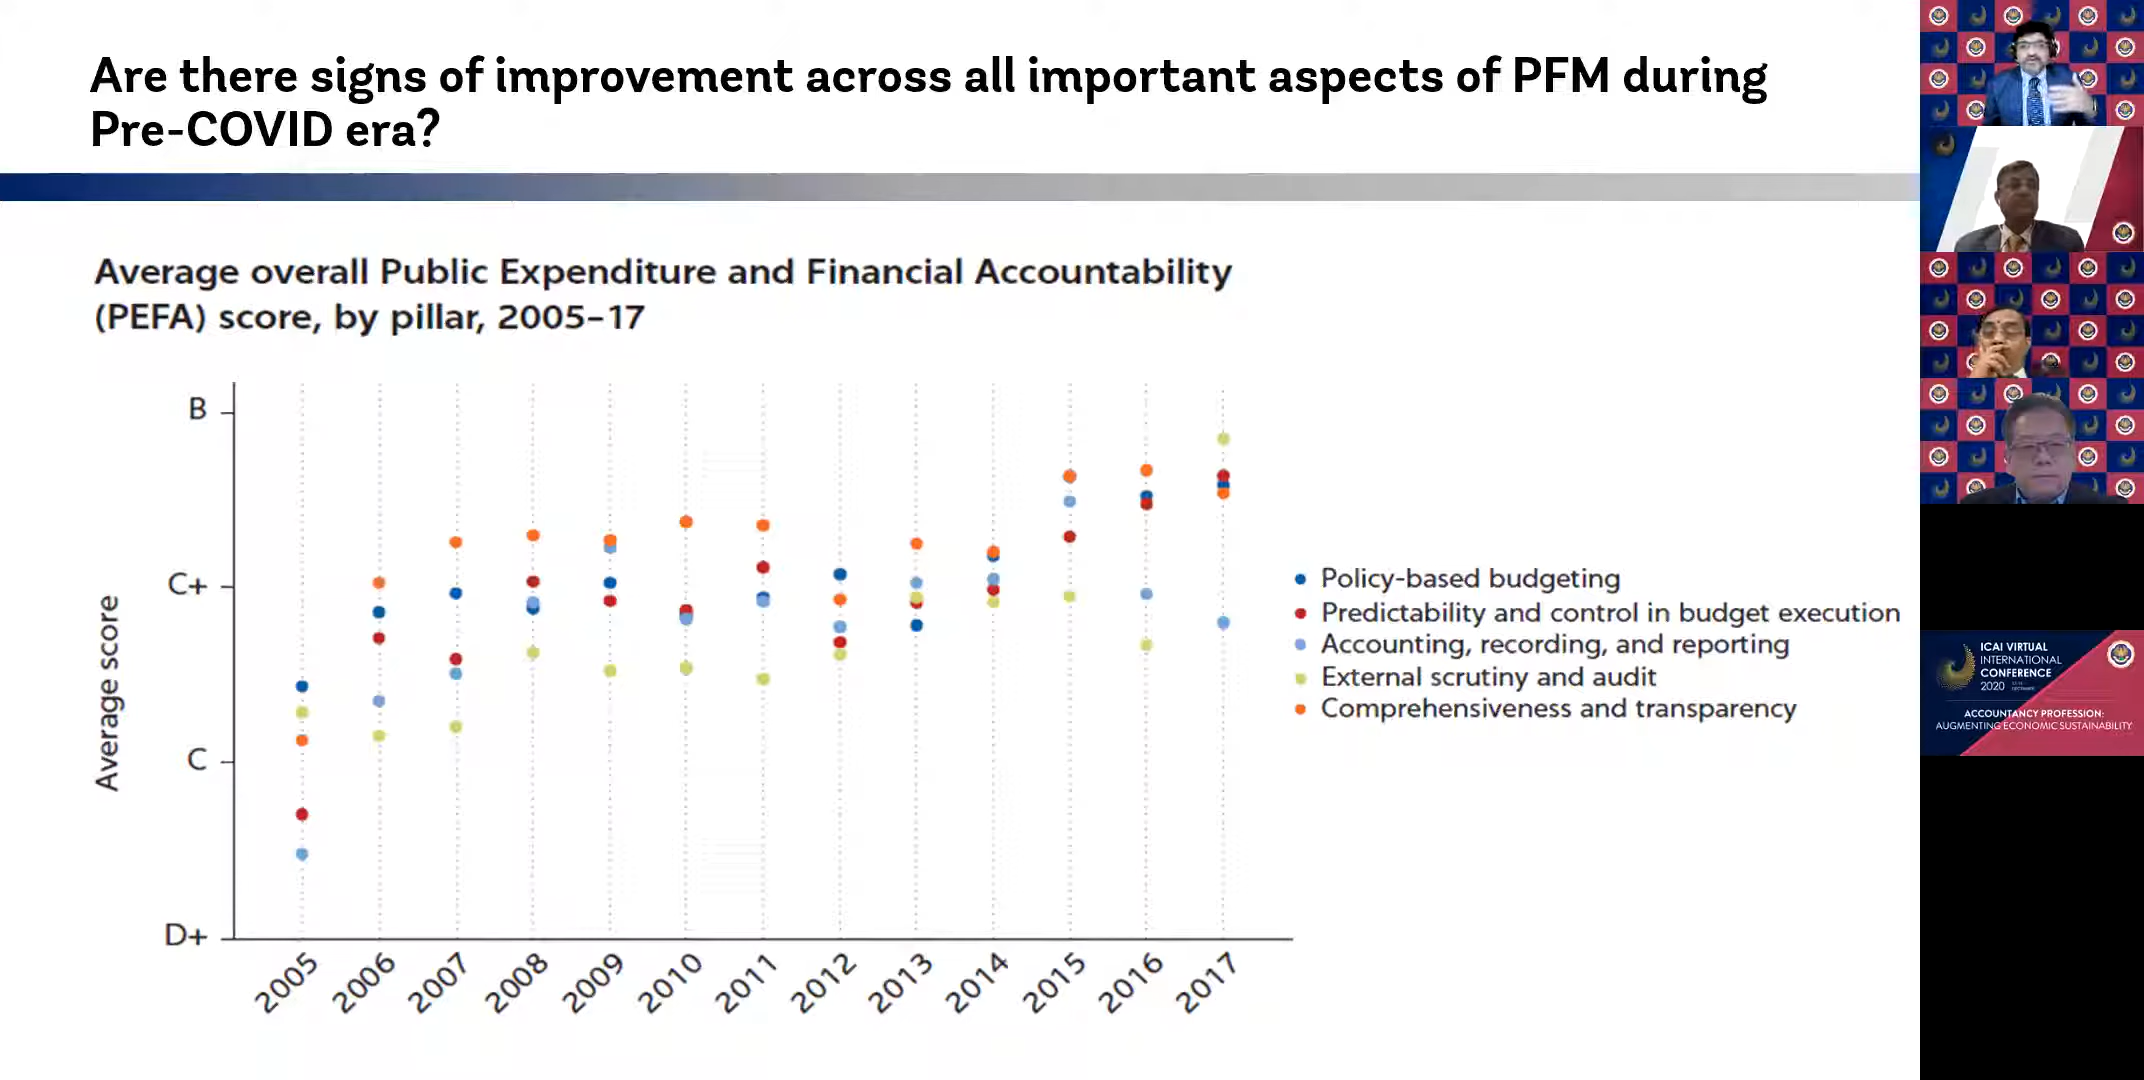 Are there signs of improvement across all important aspects of PFM during
Pre-COVID era?
Average overall Public Expenditure and Financial Accountability
(PEFA) score, by pillar, 2005–17
Average score
B
C+
C
D+
2005
2006
2007
2008
2009
2010
2011
2012
2013
2014
2015
2016
2017
Policy-based budgeting
Predictability and control in budget execution
Accounting, recording, and reporting
External scrutiny and audit
Comprehensiveness and transparency
ICAI VIRTUAL
INTERNATIONAL
CONFERENCE
2020
ACCOUNTANCY PROFESSION:
AUGMENTING ECONOMIC SUSTAINABILITY